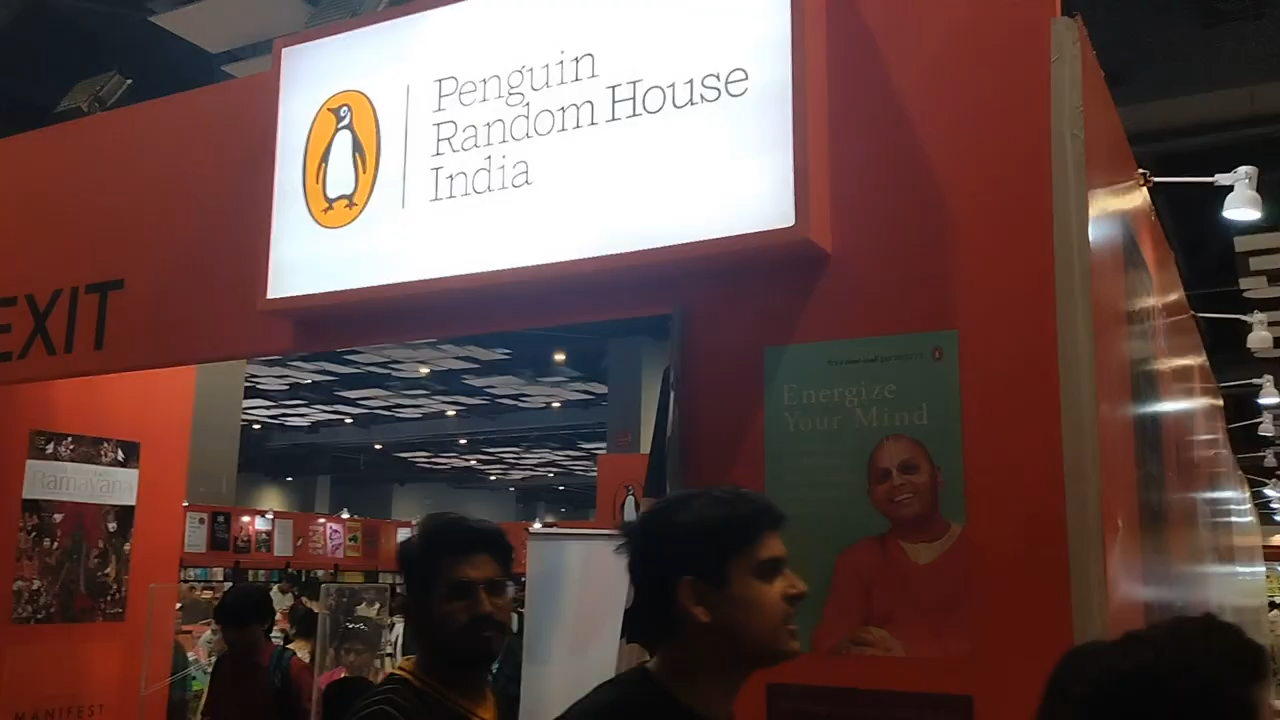 Penguin
Random House
India
EXIT
Energize
Your Mind
Ramayana
MANIFEST